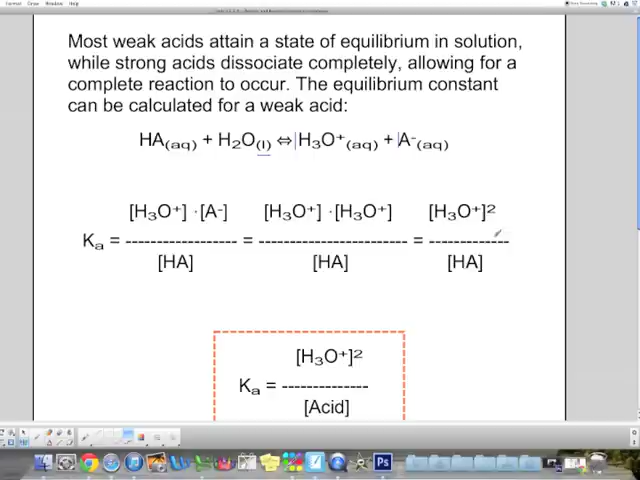 Most weak acids attain a state of equilibrium in solution,
while strong acids dissociate completely, allowing for a
complete reaction to occur. The equilibrium constant
can be calculated for a weak acid:
HA(aq) + H₂O(l) ⇔ H₃O⁺(aq) + A⁻(aq)
[H₃O⁺] ·[A⁻] [H₃O⁺] ·[H₃O⁺] [H₃O⁺]²
Kₐ = ------------------ = ------------------------ = -------------
[HA] [HA] [HA]
[H₃O⁺]²
Kₐ = --------------
[Acid]